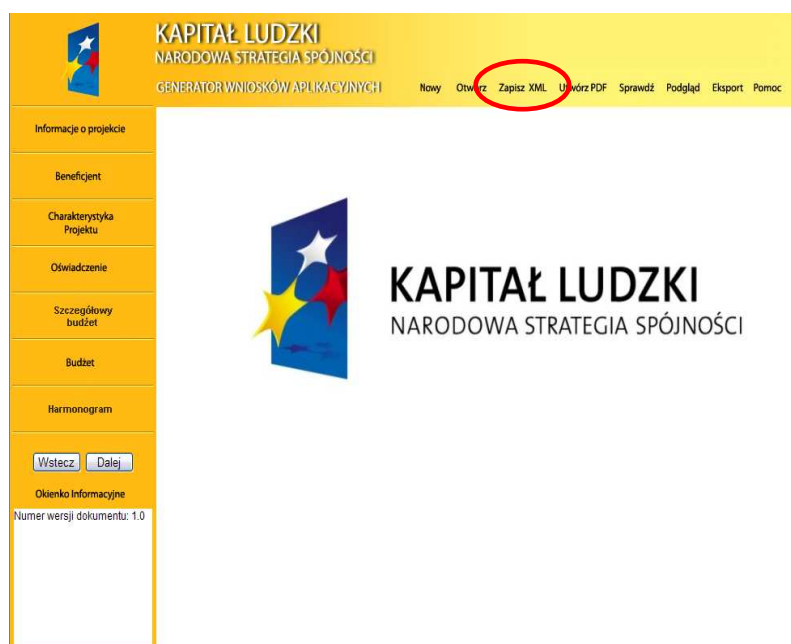 KAPITAŁ LUDZKI
NARODOWA STRATEGIA SPÓJNOŚCI
GENERATOR WNIOSKÓW APLIKACYJNYCH
Nowy Otwórz Zapisz XML Utwórz PDF Sprawdź Podgląd Eksport Pomoc
Informacje o projekcie
Beneficjent
Charakterystyka
Projektu
Oświadczenie
Szczegółowy
budżet
Budżet
Harmonogram
Wstecz Dalej
Okienko Informacyjne
Numer wersji dokumentu: 1.0
KAPITAŁ LUDZKI
NARODOWA STRATEGIA SPÓJNOŚCI